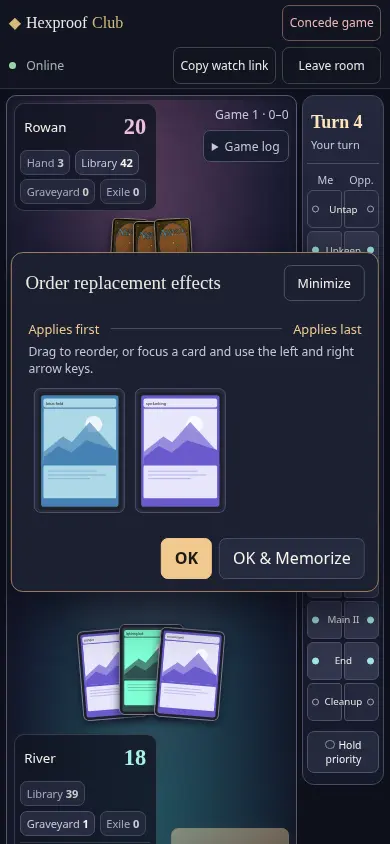 Hexproof Club
Concede game
Online
Copy watch link
Leave room
Rowan 20
Hand 3
Library 42
Graveyard 0
Exile 0
Game 1 · 0–0
Game log
Turn 4
Your turn
Me Opp.
Untap
Upkeep
Order replacement effects
Minimize
Applies first
Applies last
Drag to reorder, or focus a card and use the left and right
arrow keys.
OK
OK & Memorize
Main II
End
Cleanup
Hold
priority
River 18
Library 39
Graveyard 1
Exile 0